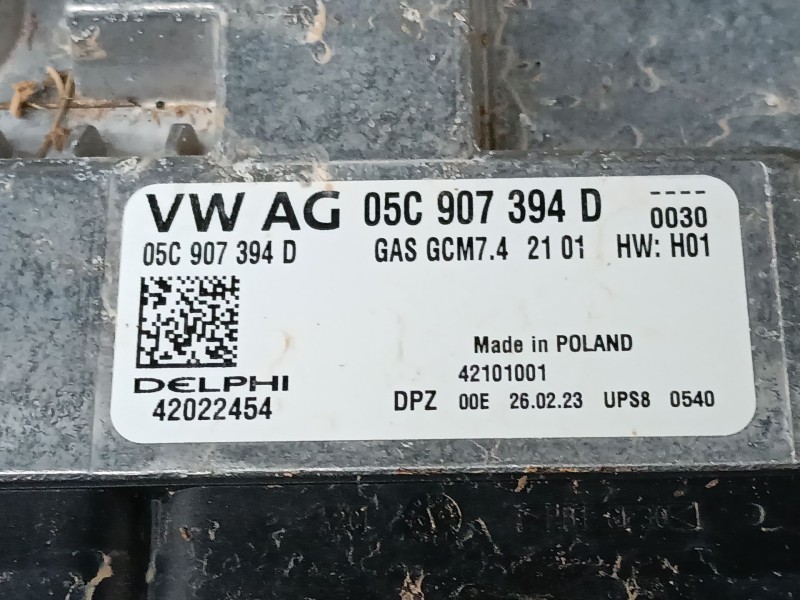 VW AG 05C 907 394 D ----
0030
05C 907 394 D GAS GCM7.4 21 01 HW: H01
Made in POLAND
DELPHI 42101001
42022454 DPZ 00E 26.02.23 UPS8 0540